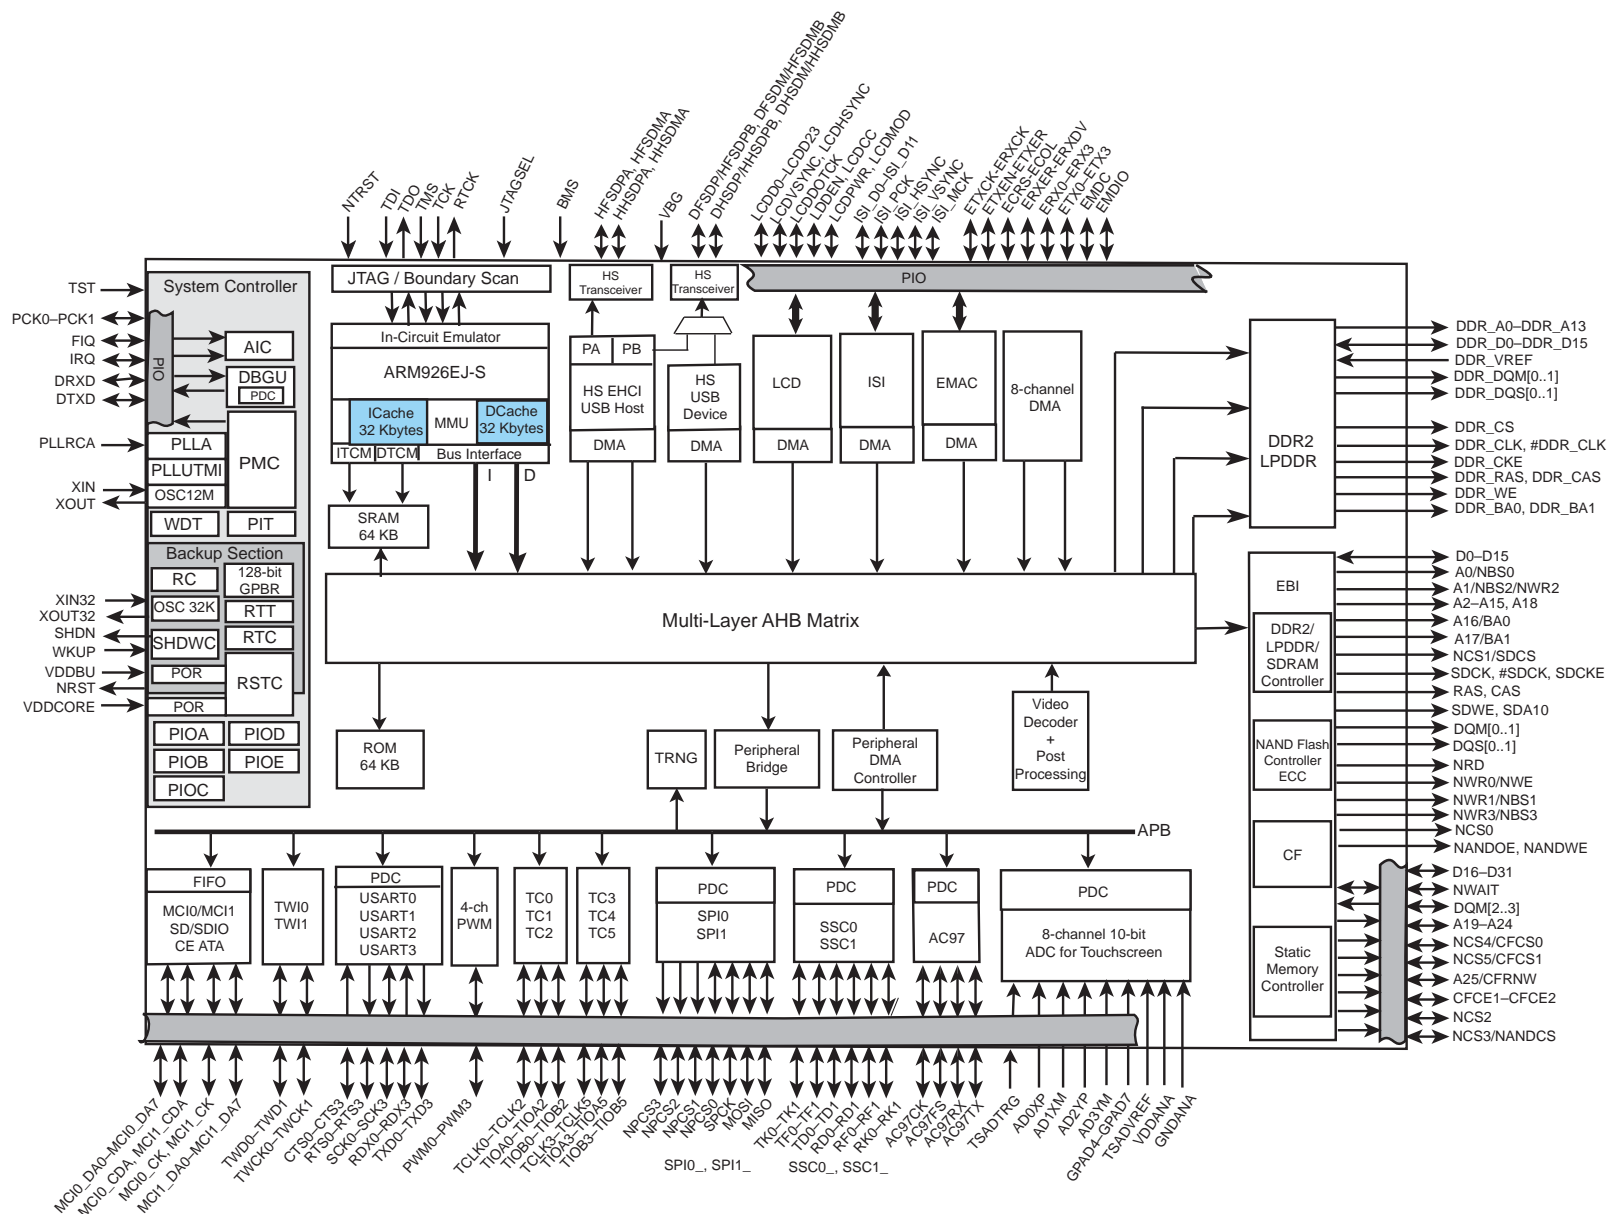 NTRST
TDI
TDO
TMS
TCK
RTCK
JTAGSEL
BMS
HFSDPA, HFSDMA
HHSDPA, HHSDMA
VBG
DFSDP/HFSDPB, DFSDM/HFSDMB
DHSDP/HHSDPB, DHSDM/HHSDMB
LCDD0–LCDD23
LCDVSYNC, LCDHSYNC
LCDDOTCK
LDDEN, LCDCC
LCDPWR, LCDMOD
ISI_D0–ISI_D11
ISI_PCK
ISI_HSYNC
ISI_VSYNC
ISI_MCK
ETXCK-ERXCK
ETXEN-ETXER
ECRS-ECOL
ERXER-ERXDV
ERX0–ERX3
ETX0–ETX3
EMDC
EMDIO
TST
PCK0–PCK1
FIQ
IRQ
DRXD
DTXD
PLLRCA
XIN
XOUT
XIN32
XOUT32
SHDN
WKUP
VDDBU
NRST
VDDCORE
System Controller
PIO
AIC
DBGU
PDC
PLLA
PLLUTMI
OSC12M
PMC
WDT
PIT
Backup Section
RC
128-bit
GPBR
OSC 32K
RTT
SHDWC
RTC
POR
RSTC
POR
PIOA
PIOD
PIOB
PIOE
PIOC
JTAG / Boundary Scan
In-Circuit Emulator
ARM926EJ-S
ICache
32 Kbytes
MMU
DCache
32 Kbytes
ITCM
DTCM
Bus Interface
I
D
SRAM
64 KB
HS
Transceiver
HS
Transceiver
PA
PB
HS EHCI
USB Host
DMA
HS
USB
Device
DMA
PIO
LCD
DMA
ISI
DMA
EMAC
DMA
8-channel
DMA
Multi-Layer AHB Matrix
ROM
64 KB
TRNG
Peripheral
Bridge
Peripheral
DMA
Controller
Video
Decoder
+
Post
Processing
APB
DDR2
LPDDR
DDR_A0–DDR_A13
DDR_D0–DDR_D15
DDR_VREF
DDR_DQM[0..1]
DDR_DQS[0..1]
DDR_CS
DDR_CLK, #DDR_CLK
DDR_CKE
DDR_RAS, DDR_CAS
DDR_WE
DDR_BA0, DDR_BA1
EBI
DDR2/
LPDDR/
SDRAM
Controller
NAND Flash
Controller
ECC
CF
Static
Memory
Controller
D0–D15
A0/NBS0
A1/NBS2/NWR2
A2–A15, A18
A16/BA0
A17/BA1
NCS1/SDCS
SDCK, #SDCK, SDCKE
RAS, CAS
SDWE, SDA10
DQM[0..1]
DQS[0..1]
NRD
NWR0/NWE
NWR1/NBS1
NWR3/NBS3
NCS0
NANDOE, NANDWE
D16–D31
NWAIT
DQM[2..3]
A19–A24
NCS4/CFCS0
NCS5/CFCS1
A25/CFRNW
CFCE1–CFCE2
NCS2
NCS3/NANDCS
FIFO
MCI0/MCI1
SD/SDIO
CE ATA
TWI0
TWI1
PDC
USART0
USART1
USART2
USART3
4-ch
PWM
TC0
TC1
TC2
TC3
TC4
TC5
PDC
SPI0
SPI1
PDC
SSC0
SSC1
PDC
AC97
PDC
8-channel 10-bit
ADC for Touchscreen
MCI0_DA0–MCI0_DA7
MCI0_CDA, MCI1_CDA
MCI0_CK, MCI1_CK
MCI1_DA0–MCI1_DA7
TWD0–TWD1
TWCK0–TWCK1
CTS0–CTS3
RTS0–RTS3
SCK0–SCK3
RDX0–RDX3
TXD0–TXD3
PWM0–PWM3
TCLK0–TCLK2
TIOA0–TIOA2
TIOB0–TIOB2
TCLK3–TCLK5
TIOA3–TIOA5
TIOB3–TIOB5
NPCS3
NPCS2
NPCS1
NPCS0
SPCK
MOSI
MISO
SPI0_, SPI1_
TK0–TK1
TF0–TF1
TD0–TD1
RD0–RD1
RF0–RF1
RK0–RK1
SSC0_, SSC1_
AC97CK
AC97FS
AC97RX
AC97TX
TSADTRG
AD0XP
AD1XM
AD2YP
AD3YM
GPAD4–GPAD7
TSADVREF
VDDANA
GNDANA